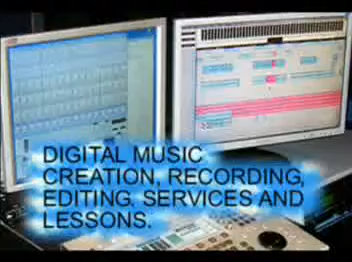 DIGITAL MUSIC
CREATION, RECORDING,
EDITING. SERVICES AND
LESSONS.